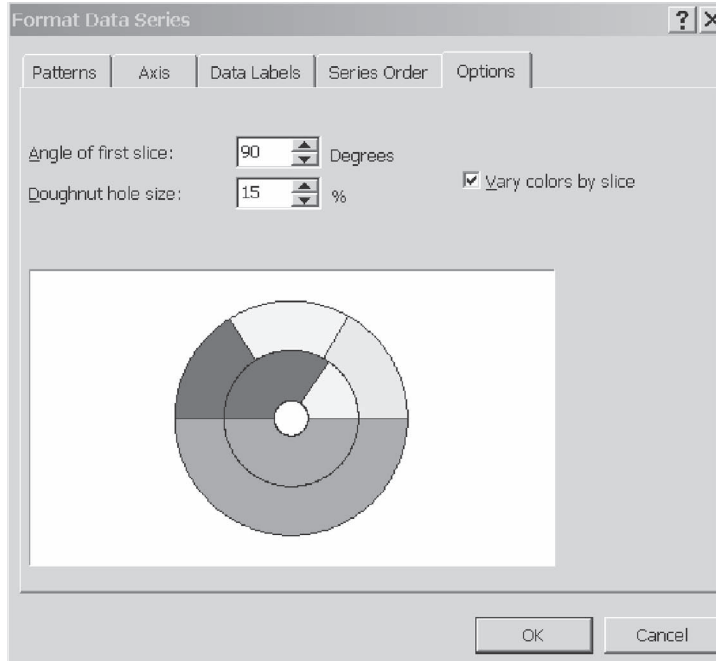 Format Data Series
?
Patterns Axis Data Labels Series Order Options
Angle of first slice: 90 Degrees
Doughnut hole size: 15 %
Vary colors by slice
OK Cancel